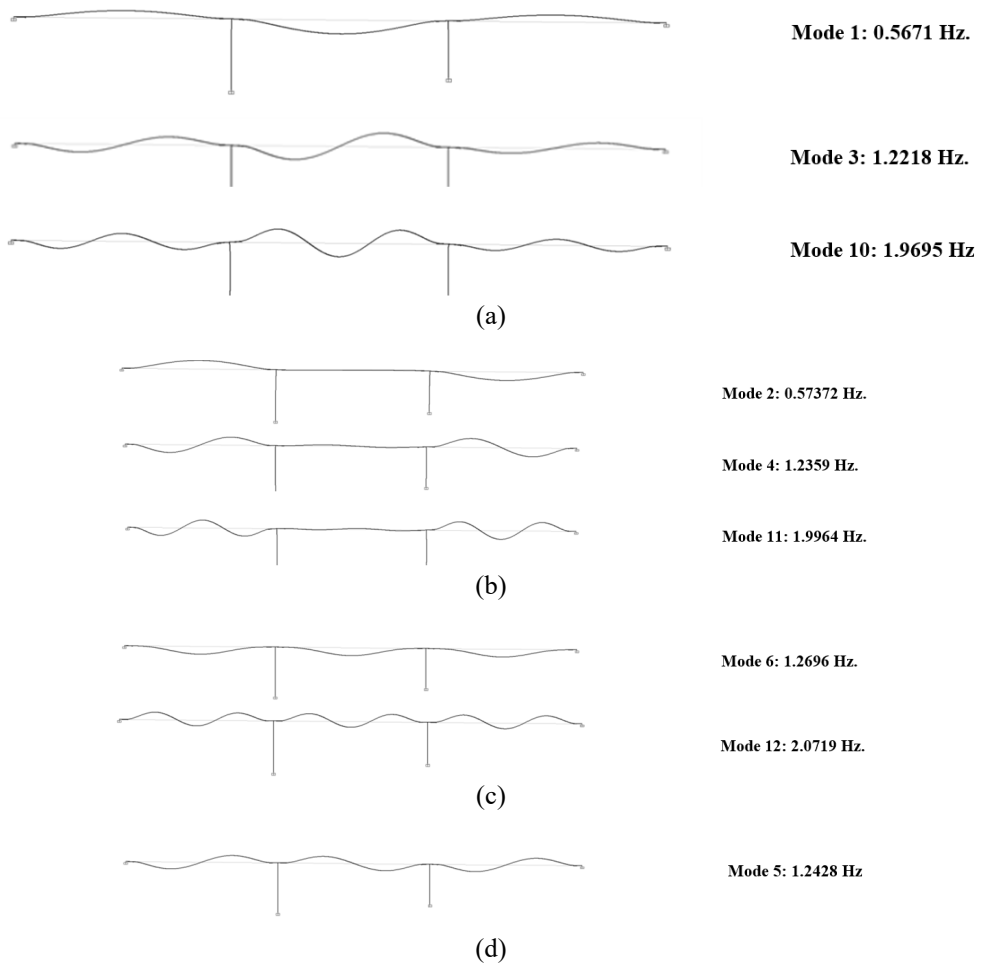 Mode 1: 0.5671 Hz.
Mode 3: 1.2218 Hz.
Mode 10: 1.9695 Hz
(a)
Mode 2: 0.57372 Hz.
Mode 4: 1.2359 Hz.
Mode 11: 1.9964 Hz.
(b)
Mode 6: 1.2696 Hz.
Mode 12: 2.0719 Hz.
(c)
Mode 5: 1.2428 Hz
(d)